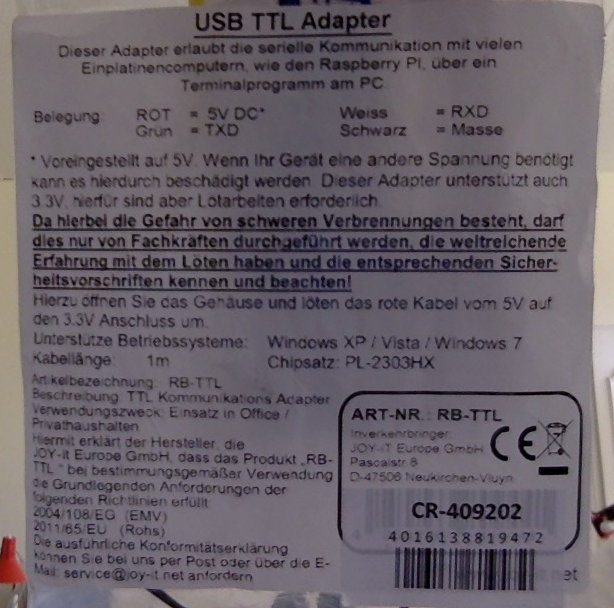 USB TTL Adapter
Dieser Adapter erlaubt die serielle Kommunikation mit vielen
Einplatinencomputern, wie den Raspberry PI, über ein
Terminalprogramm am PC.
Belegung: ROT = 5V DC* Weiss = RXD
Grün = TXD Schwarz = Masse
* Voreingestellt auf 5V. Wenn Ihr Gerät eine andere Spannung benötigt
kann es hierdurch beschädigt werden. Dieser Adapter unterstützt auch
3.3V, hierfür sind aber Lötarbeiten erforderlich.
Da hierbei die Gefahr von schweren Verbrennungen besteht, darf
dies nur von Fachkräften durchgeführt werden, die weitreichende
Erfahrung mit dem Löten haben und die entsprechenden Sicher-
heitsvorschriften kennen und beachten!
Hierzu öffnen Sie das Gehäuse und löten das rote Kabel vom 5V auf
den 3.3V Anschluss um.
Unterstütze Betriebssysteme: Windows XP / Vista / Windows 7
Kabellänge: 1m Chipsatz: PL-2303HX
Artikelbezeichnung: RB-TTL
Beschreibung: TTL Kommunikations Adapter
Verwendungszweck: Einsatz in Office /
Privathaushalten
Hiermit erklärt der Hersteller, die
JOY-it Europe GmbH, dass das Produkt „RB-
TTL “ bei bestimmungsgemäßer Verwendung
die Grundlegenden Anforderungen der
folgenden Richtlinien erfüllt:
2004/108/EG (EMV)
2011/65/EU (Rohs)
Die ausführliche Konformitätserklärung
können Sie bei uns per Post oder über die E-
Mail: service@joy-it.net anfordern
ART-NR.: RB-TTL
Inverkehrbringer:
JOY-IT Europe GmbH
Pascalstr 8
D-47506 Neukirchen-Vluyn
CE
CR-409202
4016138819472
net